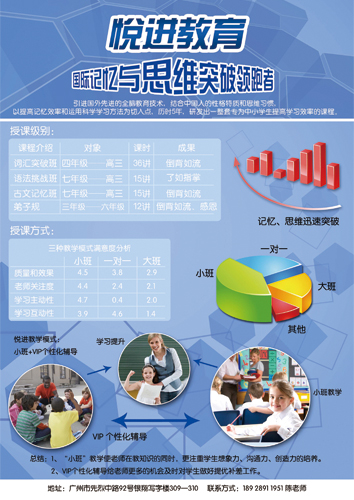 悦进教育
国际记忆与思维突破领跑者
引进国外先进的全脑教育技术，结合中国人的性格特质和思维习惯，
以提高记忆效率和运用科学学习方法为切入点，历时5年，研发出一整套专为中小学生提高学习效率的课程。
授课级别：
课程介绍 对象 课时 成果
词汇突破班 四年级——高三 36讲 倒背如流
语法挑战班 七年级——高三 15讲 了如指掌
古文记忆班 七年级——高三 15讲 倒背如流
弟子规 三年级——六年级 12讲 倒背如流、感恩
记忆、思维迅速突破
授课方式：
三种教学模式满意度分析
小班 一对一 大班
质量和效果 4.5 3.8 2.9
老师关注度 4.4 2.4 2.1
学习主动性 4.7 0.4 2.0
学习互动性 3.9 4.6 1.4
一对一
小班
大班
其他
悦进教学模式：
小班+VIP个性化辅导
学习提升
小班教学
VIP 个性化辅导
总结：1、“小班”教学使老师在教知识的同时，更注重学生想象力、沟通力、创造力的培养。
2、VIP个性化辅导给老师更多的机会及时对学生做好提优补差工作。
地址：广州市先烈中路92号银翔写字楼309—310 联系方式：189 2891 1951 陈老师